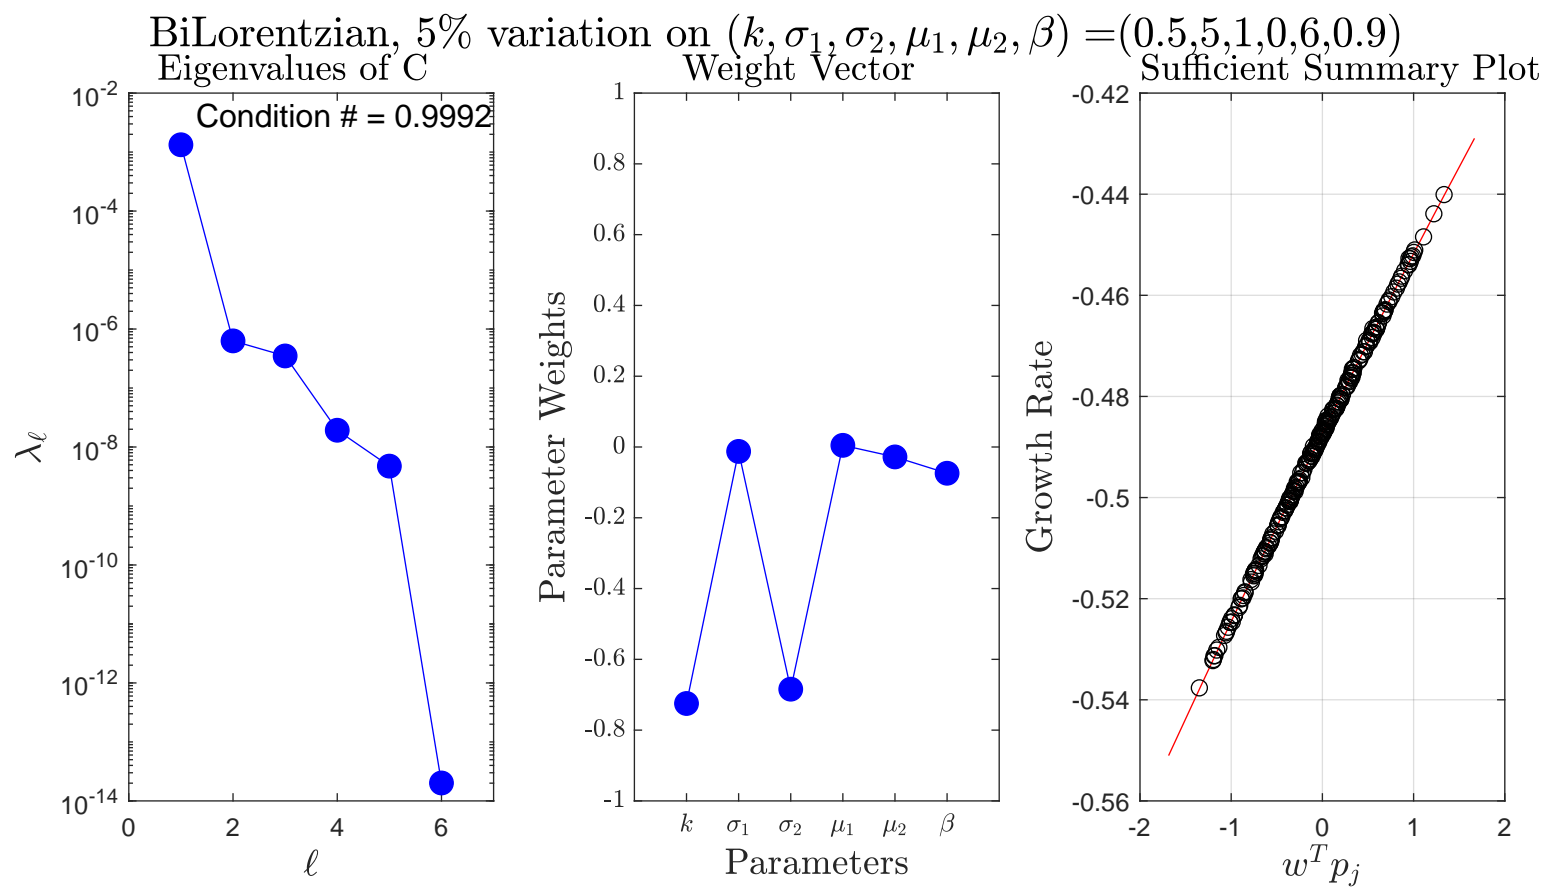 BiLorentzian, 5% variation on (k, σ₁, σ₂, μ₁, μ₂, β) =(0.5,5,1,0,6,0.9)
Eigenvalues of C
Condition # = 0.9992
10⁻²
10⁻⁴
10⁻⁶
10⁻⁸
10⁻¹⁰
10⁻¹²
10⁻¹⁴
λ_ℓ
0 2 4 6
ℓ
Weight Vector
1
0.8
0.6
0.4
0.2
0
-0.2
-0.4
-0.6
-0.8
-1
Parameter Weights
k σ₁ σ₂ μ₁ μ₂ β
Parameters
Sufficient Summary Plot
-0.42
-0.44
-0.46
-0.48
-0.5
-0.52
-0.54
-0.56
Growth Rate
-2 -1 0 1 2
wᵀpⱼ